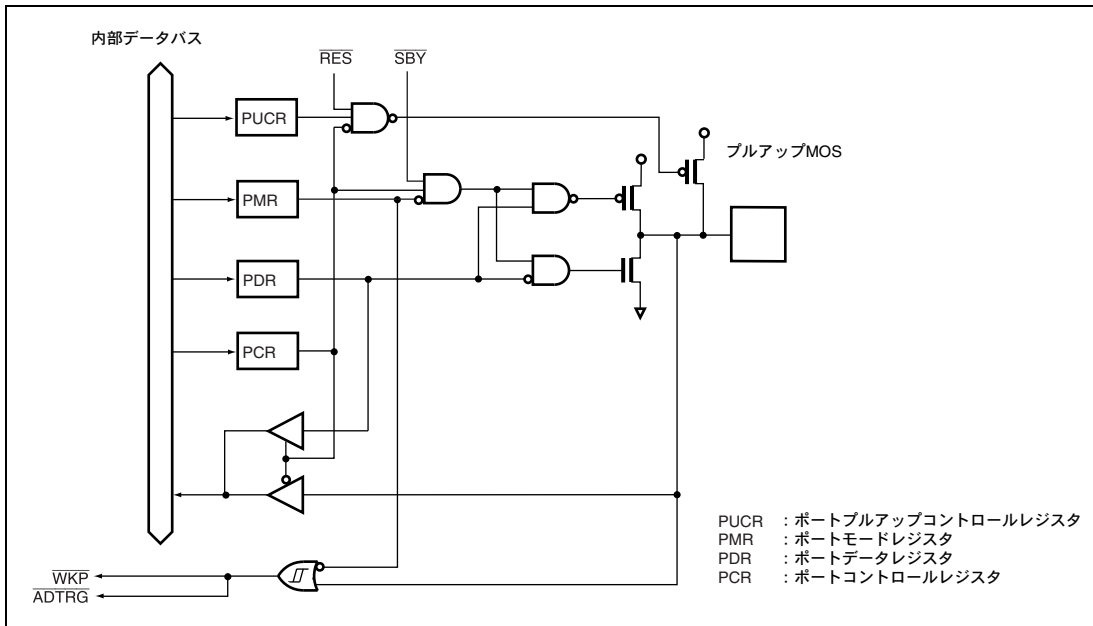 内部データバス
RES
SBY
PUCR
プルアップMOS
PMR
PDR
PCR
PUCR :ポートプルアップコントロールレジスタ
PMR :ポートモードレジスタ
PDR :ポートデータレジスタ
PCR :ポートコントロールレジスタ
WKP
ADTRG